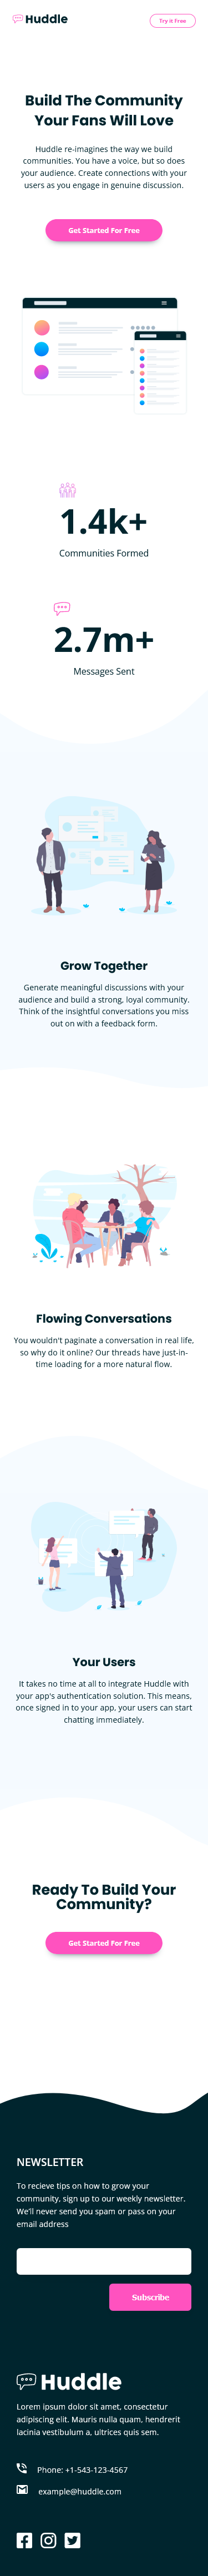 Huddle
Try It Free
Build The Community
Your Fans Will Love
Huddle re-imagines the way we build
communities. You have a voice, but so does
your audience. Create connections with your
users as you engage in genuine discussion.
Get Started For Free
1.4k+
Communities Formed
2.7m+
Messages Sent
Grow Together
Generate meaningful discussions with your
audience and build a strong, loyal community.
Think of the insightful conversations you miss
out on with a feedback form.
Flowing Conversations
You wouldn't paginate a conversation in real life,
so why do it online? Our threads have just-in-
time loading for a more natural flow.
Your Users
It takes no time at all to integrate Huddle with
your app's authentication solution. This means,
once signed in to your app, your users can start
chatting immediately.
Ready To Build Your
Community?
Get Started For Free
NEWSLETTER
To recieve tips on how to grow your
community, sign up to our weekly newsletter.
We'll never send you spam or pass on your
email address
Subscribe
Huddle
Lorem ipsum dolor sit amet, consectetur
adipiscing elit. Mauris nulla quam, hendrerit
lacinia vestibulum a, ultrices quis sem.
Phone: +1-543-123-4567
example@huddle.com